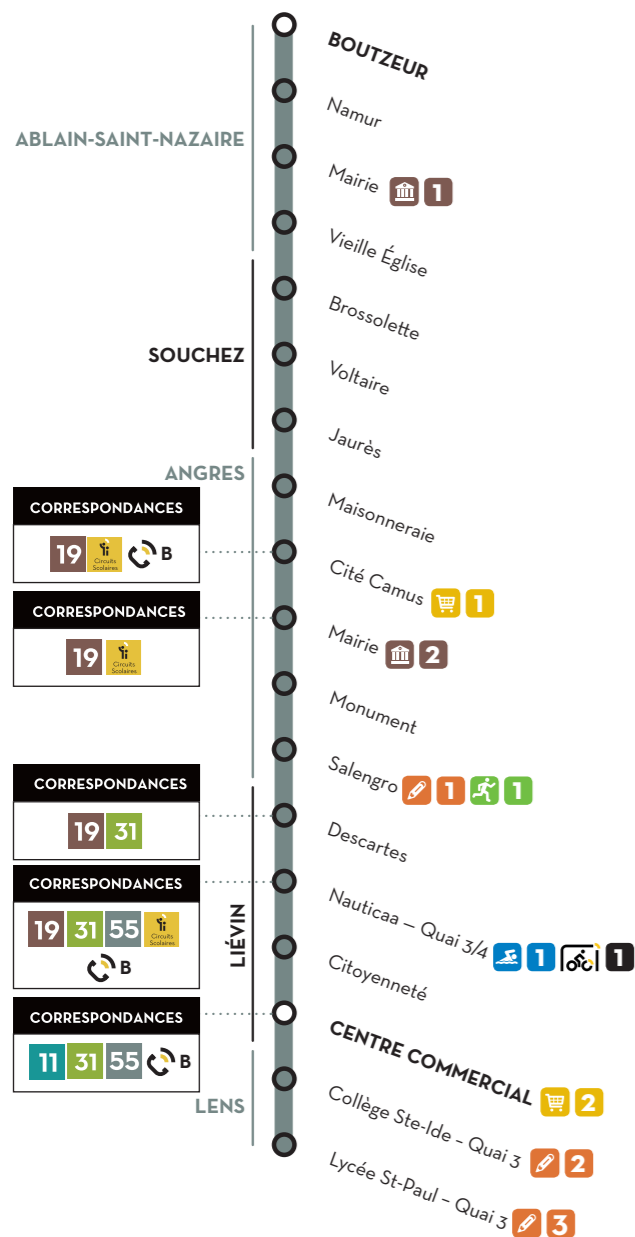 BOUTZEUR
Namur
ABLAIN-SAINT-NAZAIRE
Mairie 1
Vieille Église
Brossolette
SOUCHEZ
Voltaire
Jaurès
ANGRES
Maisonneraie
CORRESPONDANCES
19 Circuits Scolaires B
Cité Camus 1
CORRESPONDANCES
19 Circuits Scolaires
Mairie 2
Monument
Salengro 1 1
CORRESPONDANCES
19 31
Descartes
CORRESPONDANCES
19 31 55 Circuits Scolaires
B
Nauticaa – Quai 3/4 1 1
LIÉVIN
Citoyenneté
CORRESPONDANCES
11 31 55 B
CENTRE COMMERCIAL 2
LENS
Collège Ste-Ide - Quai 3 2
Lycée St-Paul - Quai 3 3